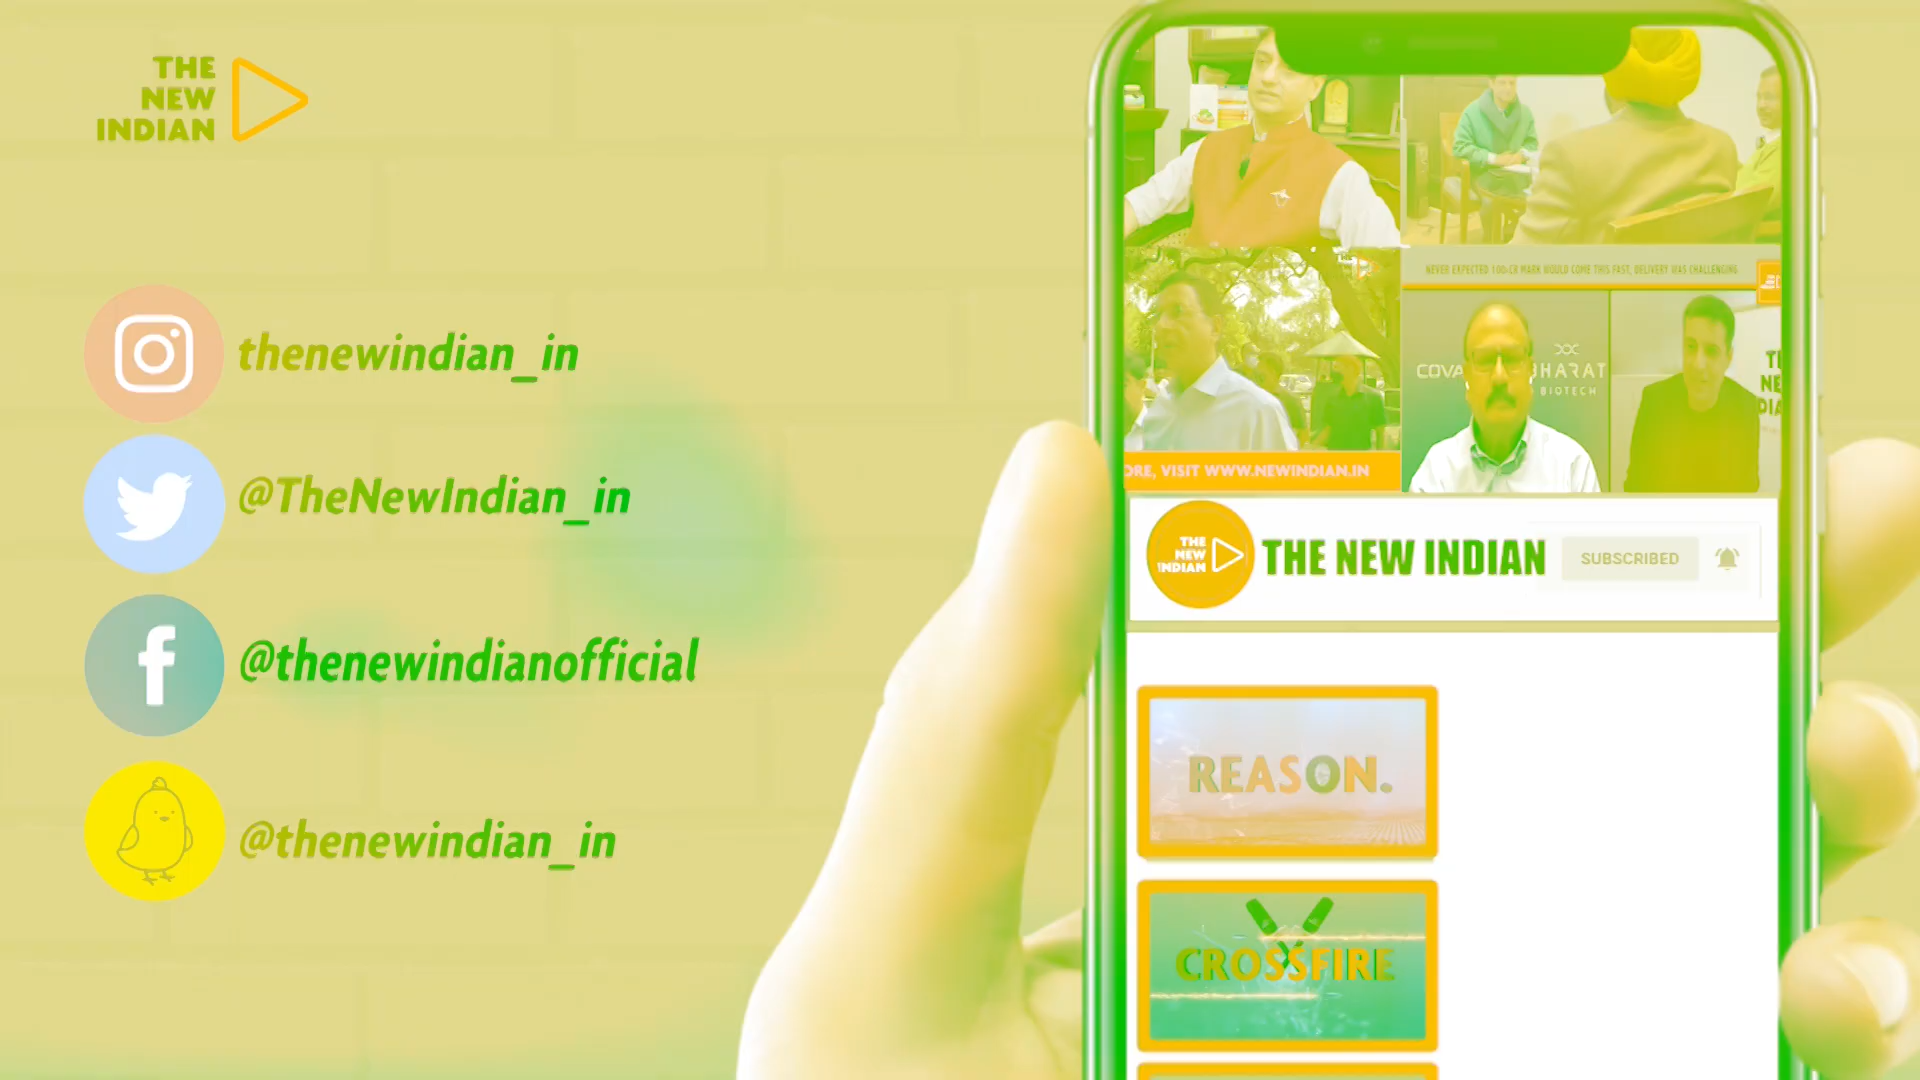 THE
NEW
INDIAN
thenewindian_in
@TheNewIndian_in
@thenewindianofficial
@thenewindian_in
NEVER EXPECTED 100-CR MARK WOULD COME THIS FAST, DELIVERY WAS CHALLENGING
COVA
BHARAT
BIOTECH
ORE, VISIT WWW.NEWINDIAN.IN
THE
NEW
INDIAN
THE NEW INDIAN
SUBSCRIBED
REASON.
CROSSFIRE